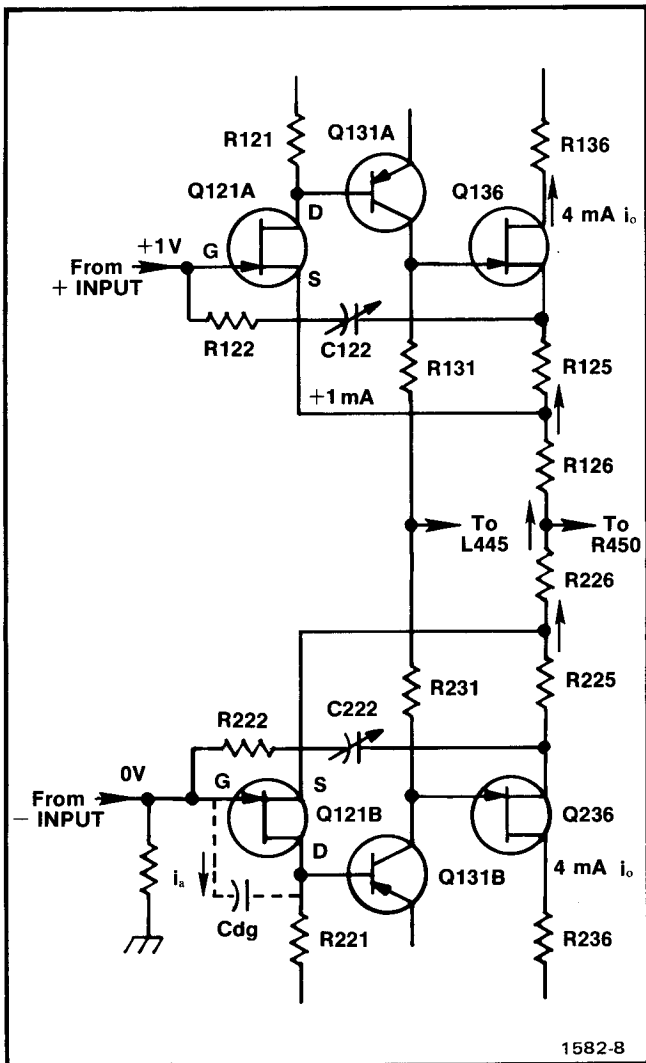 R121
Q131A
R136
Q121A
D
Q136
4 mA io
+1V
G
From
+ INPUT
S
R122
C122
R131
R125
+1mA
R126
To
L445
To
R450
R226
R231
R225
R222
C222
0V
G
S
From
− INPUT
Q121B
Q236
D
ia
Cdg
Q131B
4 mA io
R221
R236
1582-8